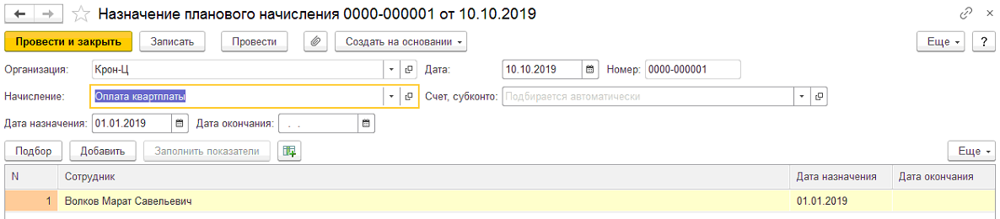 Назначение планового начисления 0000-000001 от 10.10.2019
Провести и закрыть Записать Провести Создать на основании Еще ?
Организация: Крон-Ц Дата: 10.10.2019 Номер: 0000-000001
Начисление: Оплата квартплаты Счет, субконто: Подбирается автоматически
Дата назначения: 01.01.2019 Дата окончания: . .
Подбор Добавить Заполнить показатели Еще
N Сотрудник Дата назначения Дата окончания
1 Волков Марат Савельевич 01.01.2019